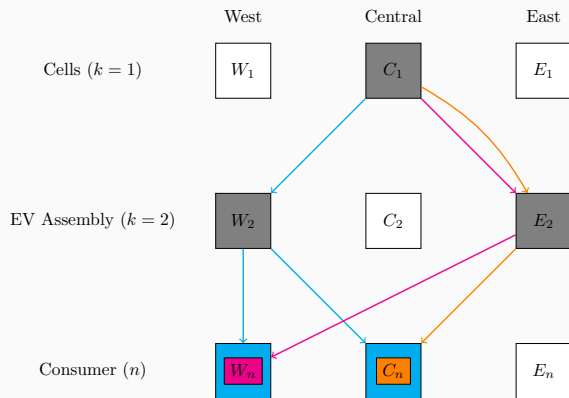 West Central East
Cells (k = 1) W₁ C₁ E₁
EV Assembly (k = 2) W₂ C₂ E₂
Consumer (n) Wₙ Cₙ Eₙ